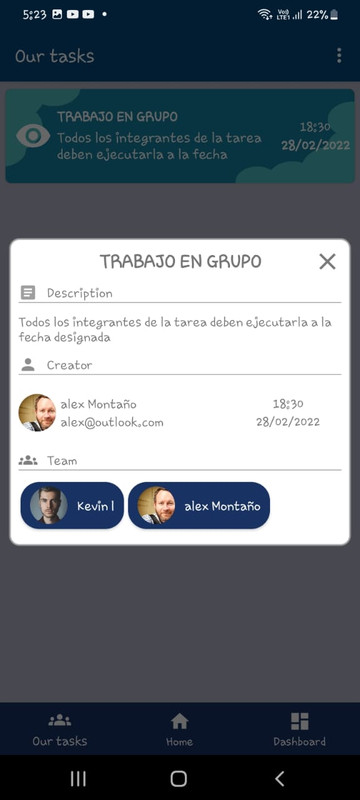 5:23
Vo))
LTE1
22%
Our tasks
TRABAJO EN GRUPO
Todos los integrantes de la tarea
deben ejecutarla a la fecha
18:30
28/02/2022
TRABAJO EN GRUPO
Description
Todos los integrantes de la tarea deben ejecutarla a la
fecha designada
Creator
alex Montaño
alex@outlook.com
18:30
28/02/2022
Team
Kevin l
alex Montaño
Our tasks
Home
Dashboard